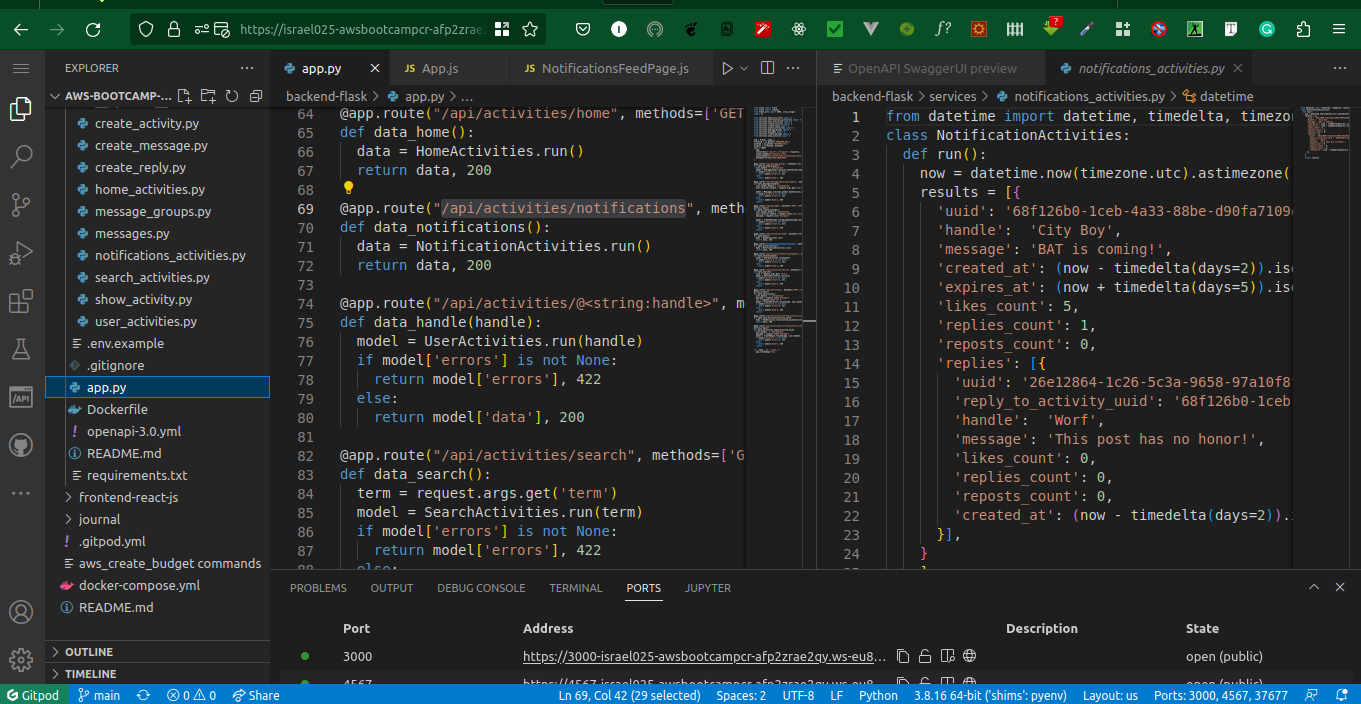 https://israel025-awsbootcampcr-afp2zrae2
EXPLORER
AWS-BOOTCAMP-...
create_activity.py
create_message.py
create_reply.py
home_activities.py
message_groups.py
messages.py
notifications_activities.py
search_activities.py
show_activity.py
user_activities.py
.env.example
.gitignore
app.py
Dockerfile
openapi-3.0.yml
README.md
requirements.txt
frontend-react-js
journal
.gitpod.yml
aws_create_budget commands
docker-compose.yml
README.md
OUTLINE
TIMELINE
app.py
JS App.js
JS NotificationsFeedPage.js
backend-flask > app.py > ...
64 @app.route("/api/activities/home", methods=['GET
65 def data_home():
66 data = HomeActivities.run()
67 return data, 200
68
69 @app.route("/api/activities/notifications", meth
70 def data_notifications():
71 data = NotificationActivities.run()
72 return data, 200
73
74 @app.route("/api/activities/@<string:handle>", m
75 def data_handle(handle):
76 model = UserActivities.run(handle)
77 if model['errors'] is not None:
78 return model['errors'], 422
79 else:
80 return model['data'], 200
81
82 @app.route("/api/activities/search", methods=['G
83 def data_search():
84 term = request.args.get('term')
85 model = SearchActivities.run(term)
86 if model['errors'] is not None:
87 return model['errors'], 422
88 else:
OpenAPI SwaggerUI preview
notifications_activities.py
backend-flask > services > notifications_activities.py > datetime
1 from datetime import datetime, timedelta, timezon
2 class NotificationActivities:
3 def run():
4 now = datetime.now(timezone.utc).astimezone(
5 results = [{
6 'uuid': '68f126b0-1ceb-4a33-88be-d90fa7109
7 'handle': 'City Boy',
8 'message': 'BAT is coming!',
9 'created_at': (now - timedelta(days=2)).iso
10 'expires_at': (now + timedelta(days=5)).iso
11 'likes_count': 5,
12 'replies_count': 1,
13 'reposts_count': 0,
14 'replies': [{
15 'uuid': '26e12864-1c26-5c3a-9658-97a10f8
16 'reply_to_activity_uuid': '68f126b0-1ceb
17 'handle': 'Worf',
18 'message': 'This post has no honor!',
19 'likes_count': 0,
20 'replies_count': 0,
21 'reposts_count': 0,
22 'created_at': (now - timedelta(days=2)).
23 }],
24 }
PROBLEMS
OUTPUT
DEBUG CONSOLE
TERMINAL
PORTS
JUPYTER
Port Address Description State
3000 https://3000-israel025-awsbootcampcr-afp2zrae2qy.ws-eu8... open (public)
4567 https://4567-israel025-awsbootcampcr-afp2zrae2qy.ws-eu8 open (public)
Gitpod main 0 0 Share Ln 69, Col 42 (29 selected) Spaces: 2 UTF-8 LF Python 3.8.16 64-bit ('shims': pyenv) Layout: us Ports: 3000, 4567, 37677